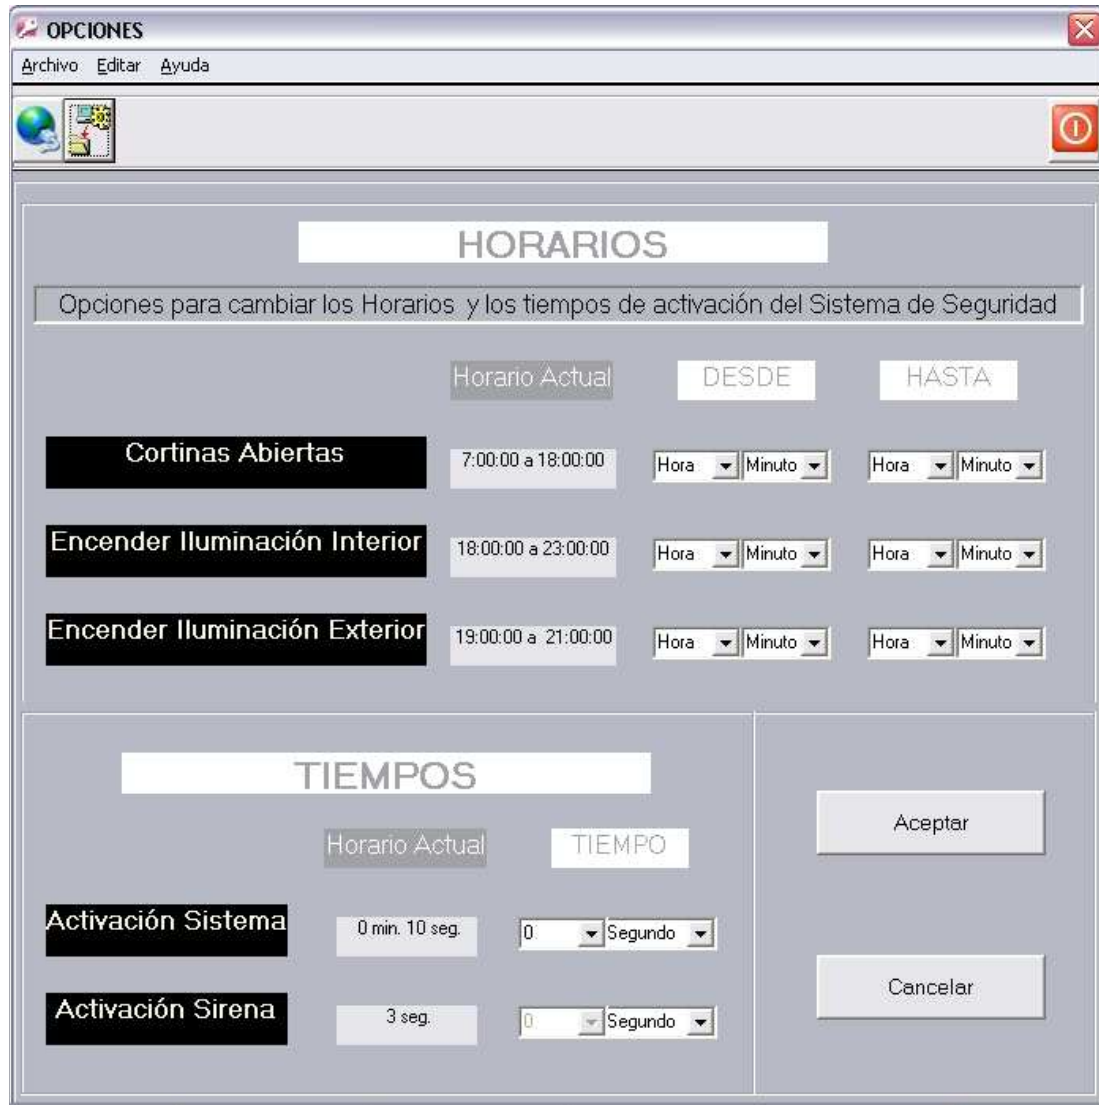 OPCIONES
Archivo Editar Ayuda
HORARIOS
Opciones para cambiar los Horarios y los tiempos de activación del Sistema de Seguridad
Horario Actual DESDE HASTA
Cortinas Abiertas 7:00:00 a 18:00:00 Hora Minuto Hora Minuto
Encender Iluminación Interior 18:00:00 a 23:00:00 Hora Minuto Hora Minuto
Encender Iluminación Exterior 19:00:00 a 21:00:00 Hora Minuto Hora Minuto
TIEMPOS
Aceptar
Horario Actual TIEMPO
Activación Sistema 0 min. 10 seg. 0 Segundo
Cancelar
Activación Sirena 3 seg. 0 Segundo